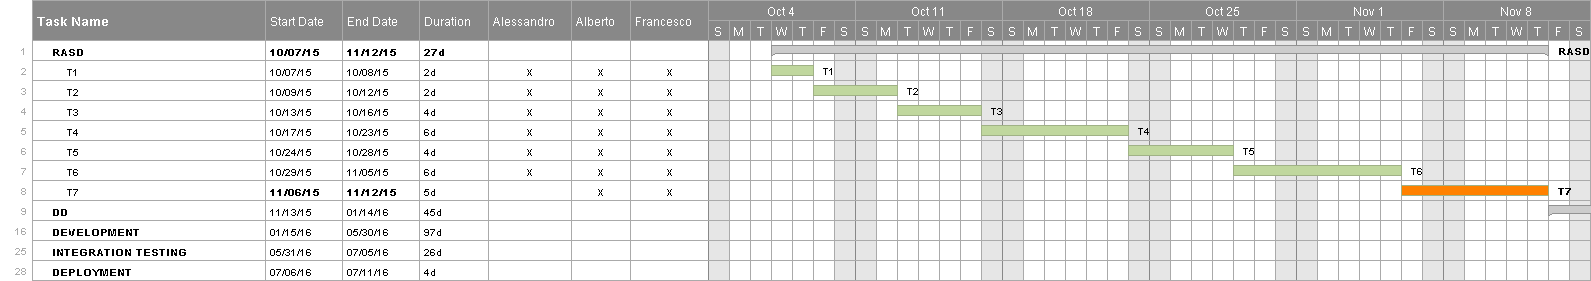 Task Name Start Date End Date Duration Alessandro Alberto Francesco Oct 4 Oct 11 Oct 18 Oct 25 Nov 1 Nov 8
S M T W T F S S M T W T F S S M T W T F S S M T W T F S S M T W T F S S M T W T F S
1 RASD 10/07/15 11/12/15 27d RASD
2 T1 10/07/15 10/08/15 2d X X X T1
3 T2 10/09/15 10/12/15 2d X X X T2
4 T3 10/13/15 10/16/15 4d X X X T3
5 T4 10/17/15 10/23/15 6d X X X T4
6 T5 10/24/15 10/28/15 4d X X X T5
7 T6 10/29/15 11/05/15 6d X X X T6
8 T7 11/06/15 11/12/15 5d X X T7
9 DD 11/13/15 01/14/16 45d
16 DEVELOPMENT 01/15/16 05/30/16 97d
25 INTEGRATION TESTING 05/31/16 07/05/16 26d
28 DEPLOYMENT 07/06/16 07/11/16 4d